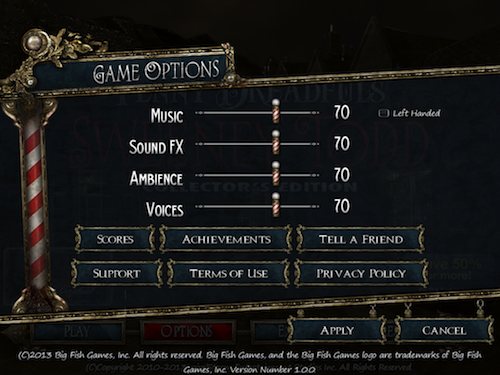 GAME OPTIONS
MUSIC 70 Left Handed
SOUND FX 70
AMBIENCE 70
COLLECTOR'S EDITION
VOICES 70
SCORES ACHIEVEMENTS TELL A FRIEND
SUPPORT TERMS OF USE PRIVACY POLICY
PLAY OPTIONS APPLY CANCEL
(C)2013 Big Fish Games, Inc. All rights reserved. Big Fish Games, and the Big Fish Games logo are trademarks of Big Fish
Games, Inc. Version Number 1.0.0